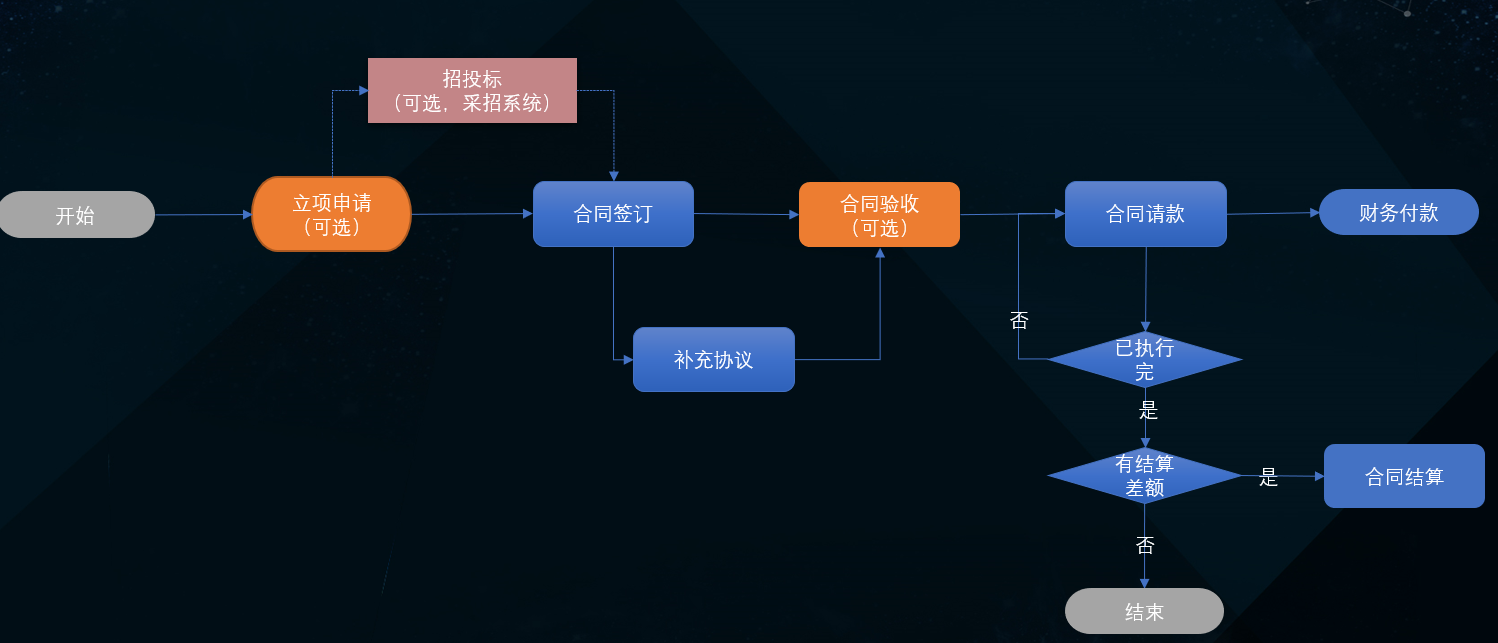 招投标
（可选，采招系统）
开始
立项申请
（可选）
合同签订
合同验收
（可选）
合同请款
财务付款
否
补充协议
已执行
完
是
有结算
差额
是
合同结算
否
结束